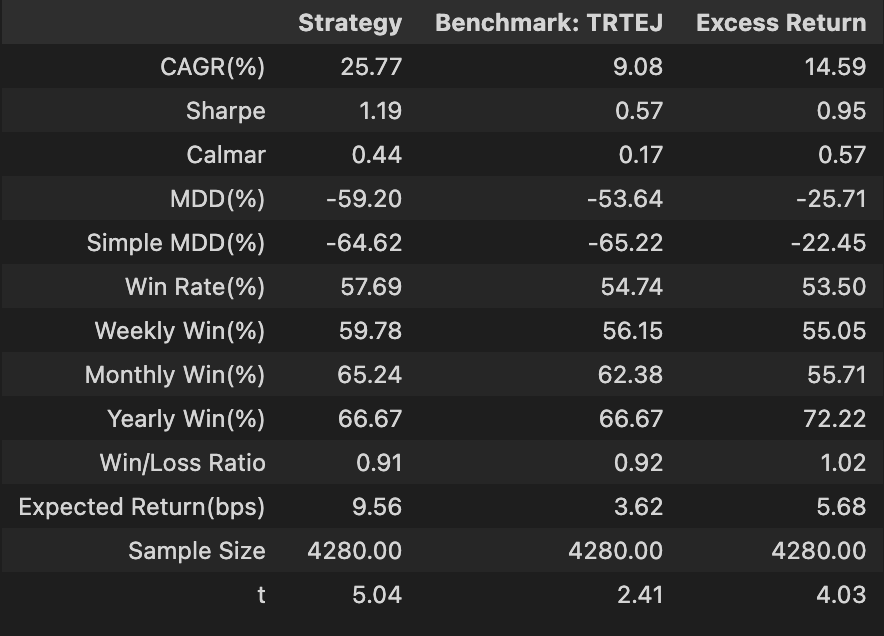 Strategy Benchmark: TRTEJ Excess Return
CAGR(%) 25.77 9.08 14.59
Sharpe 1.19 0.57 0.95
Calmar 0.44 0.17 0.57
MDD(%) -59.20 -53.64 -25.71
Simple MDD(%) -64.62 -65.22 -22.45
Win Rate(%) 57.69 54.74 53.50
Weekly Win(%) 59.78 56.15 55.05
Monthly Win(%) 65.24 62.38 55.71
Yearly Win(%) 66.67 66.67 72.22
Win/Loss Ratio 0.91 0.92 1.02
Expected Return(bps) 9.56 3.62 5.68
Sample Size 4280.00 4280.00 4280.00
t 5.04 2.41 4.03